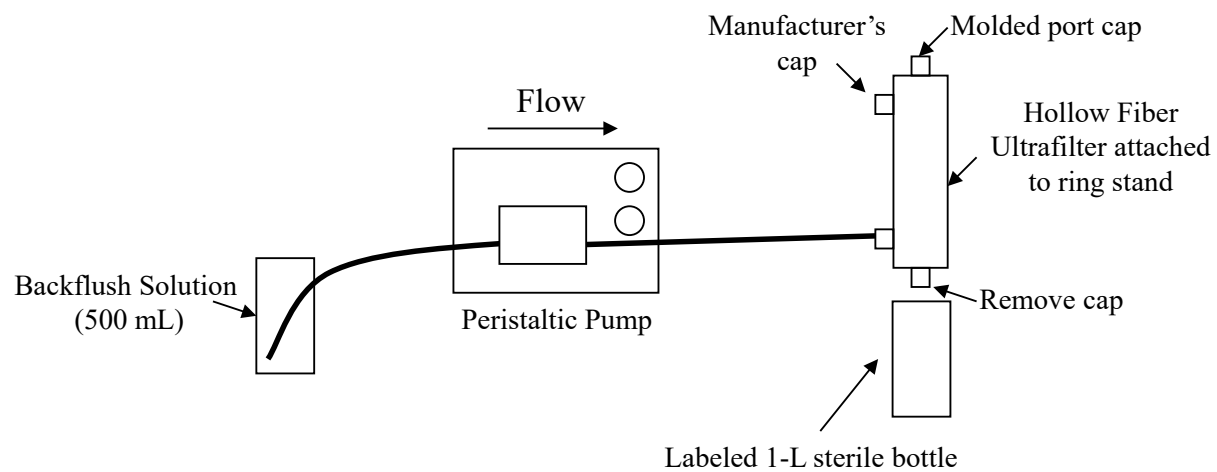 Manufacturer’s
cap
Molded port cap
Flow
Hollow Fiber
Ultrafilter attached
to ring stand
Backflush Solution
(500 mL)
Peristaltic Pump
Remove cap
Labeled 1-L sterile bottle